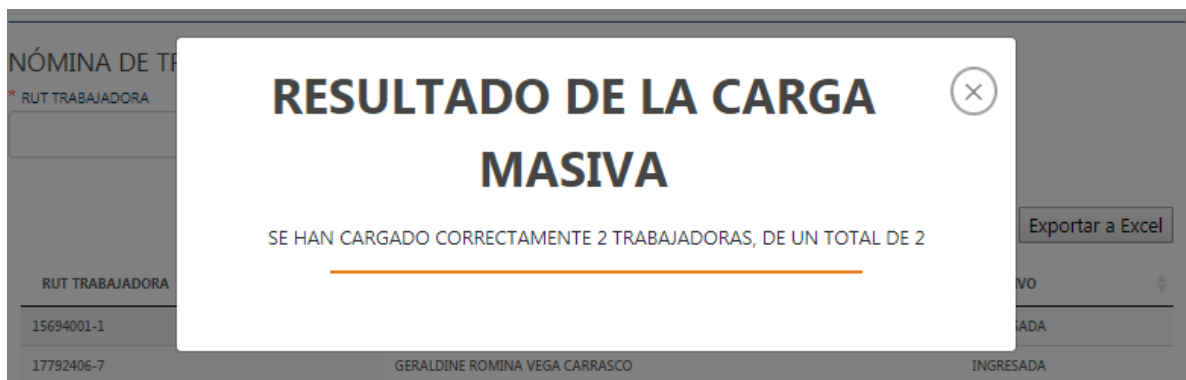 NÓMINA DE
* RUT TRABAJADORA
RESULTADO DE LA CARGA
MASIVA
SE HAN CARGADO CORRECTAMENTE 2 TRABAJADORAS, DE UN TOTAL DE 2
Exportar a Excel
RUT TRABAJADORA
15694001-1
17792406-7 GERALDINE ROMINA VEGA CARRASCO INGRESADA